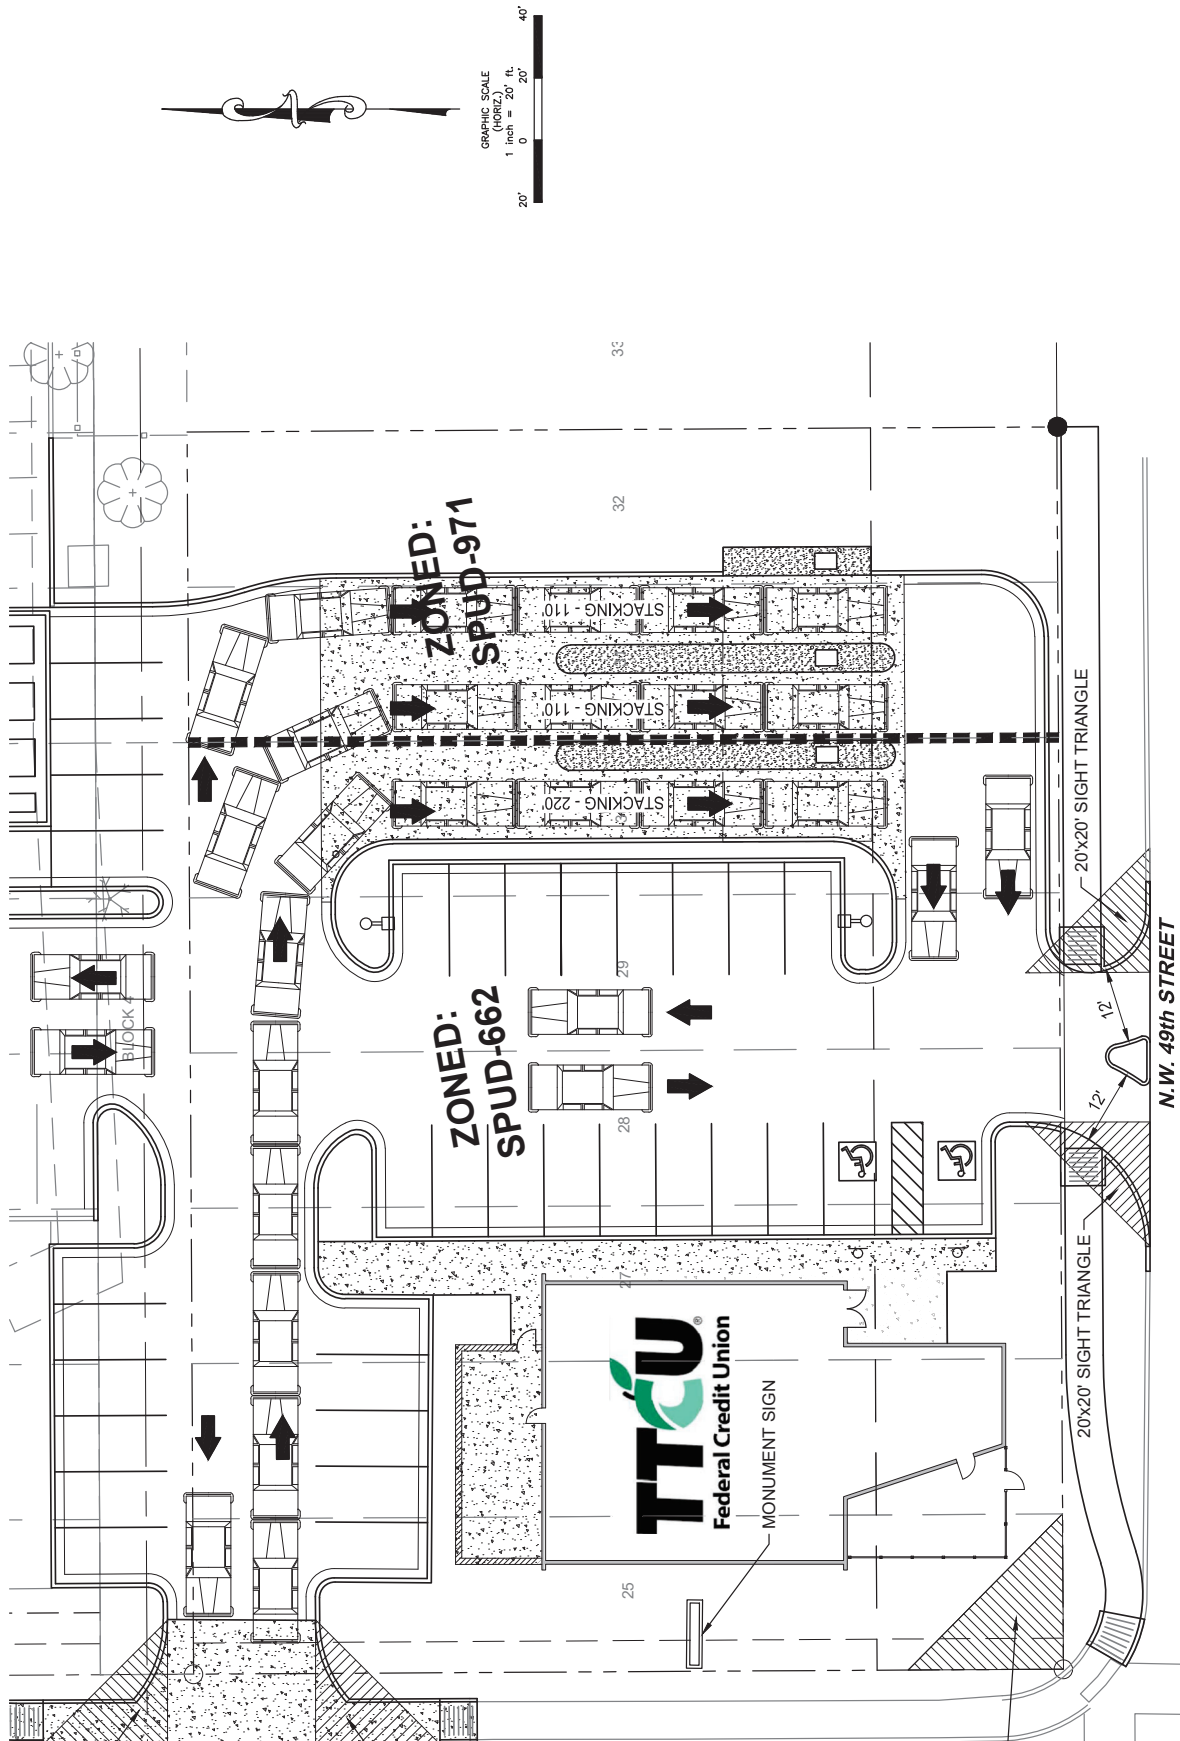 GRAPHIC SCALE
(HORIZ.)
1 inch = 20' ft.
20' 0 20' 40'
N
33
32
ZONED:
SPUD-971
STACKING - 110'
STACKING - 110'
STACKING - 220'
BLOCK 4
29
ZONED:
SPUD-662
28
27
25
TTCU®
Federal Credit Union
MONUMENT SIGN
20'x20' SIGHT TRIANGLE
12'
12'
20'x20' SIGHT TRIANGLE
N.W. 49th STREET